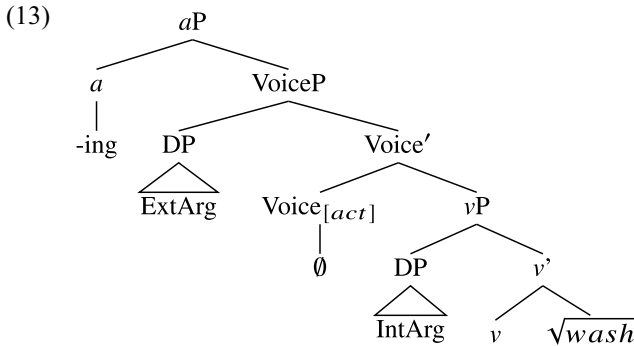 (13) aP
a VoiceP
-ing DP Voice′
ExtArg Voice[act] vP
∅ DP v’
IntArg v √wash